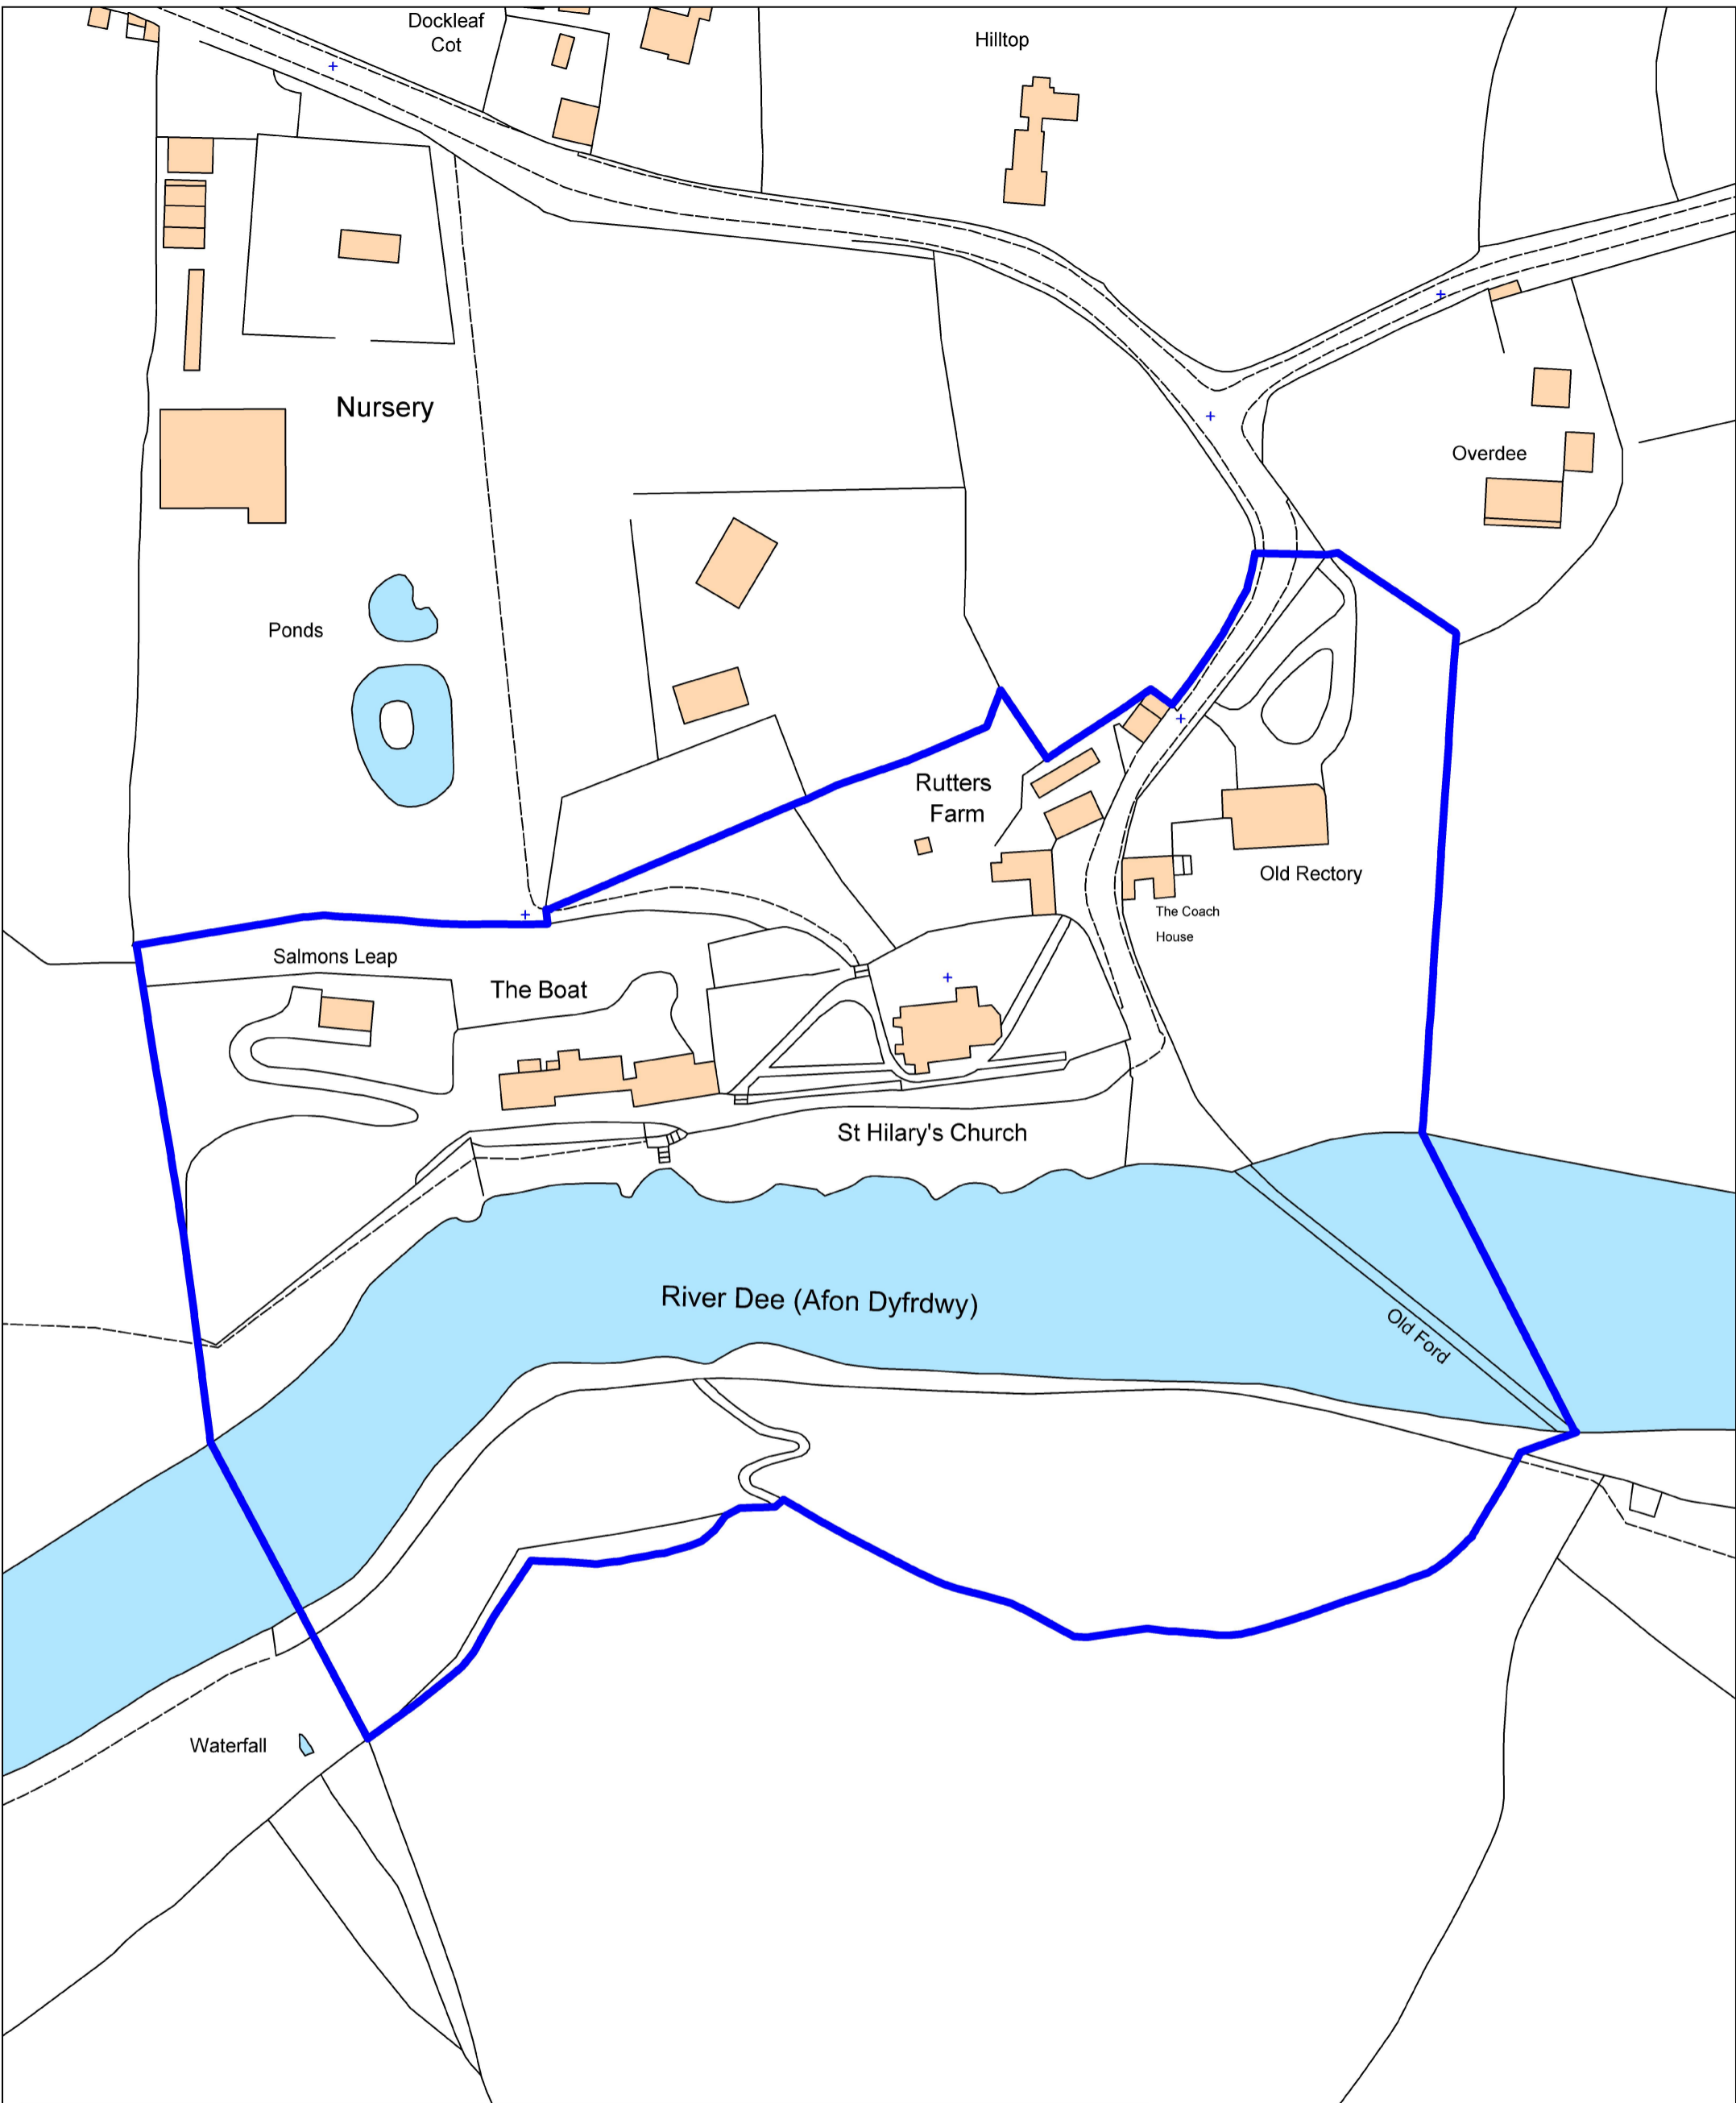 Dockleaf
Cot
Hilltop
Nursery
Overdee
Ponds
Rutters
Farm
Old Rectory
The Coach
House
Salmons Leap
The Boat
St Hilary's Church
River Dee (Afon Dyfrdwy)
Old Ford
Waterfall